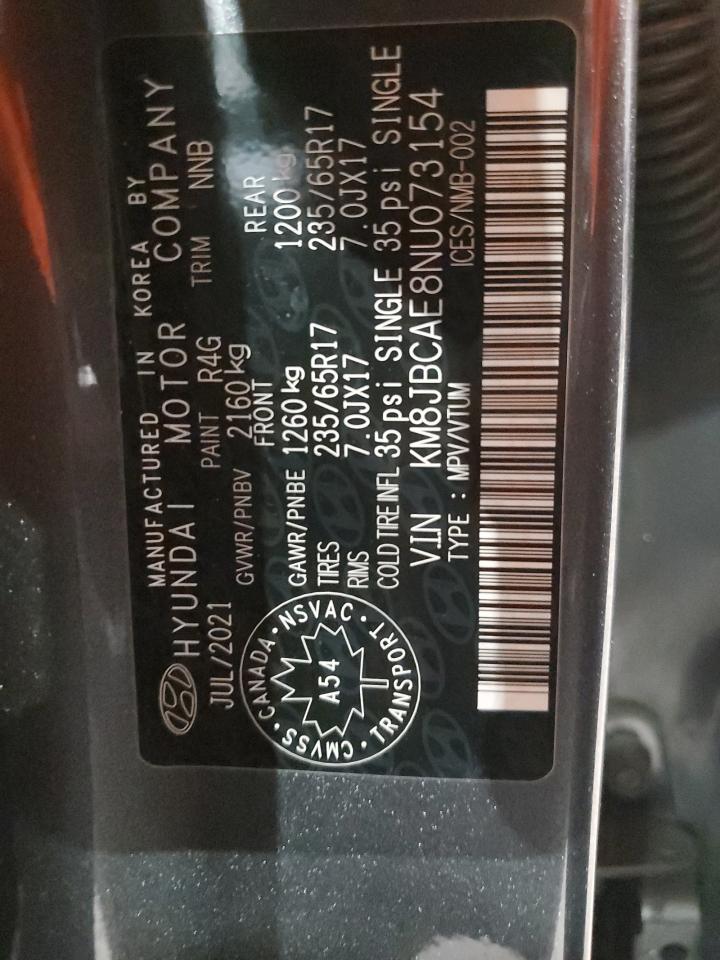 MANUFACTURED IN KOREA BY
HYUNDAI MOTOR COMPANY
JUL/2021 PAINT R4G TRIM NNB
GVWR/PNBV 2160 kg
FRONT REAR
GAWR/PNBE 1260 kg 1200 kg
TIRES 235/65R17 235/65R17
RIMS 7.0JX17 7.0JX17
COLD TIRE INFL 35 psi SINGLE 35 psi SINGLE
VIN KM8JBCAE8NU073154
TYPE : MPV/VTUM ICES/NMB-002
CANADA · NSVAC · TRANSPORT · CMVSS ·
A54